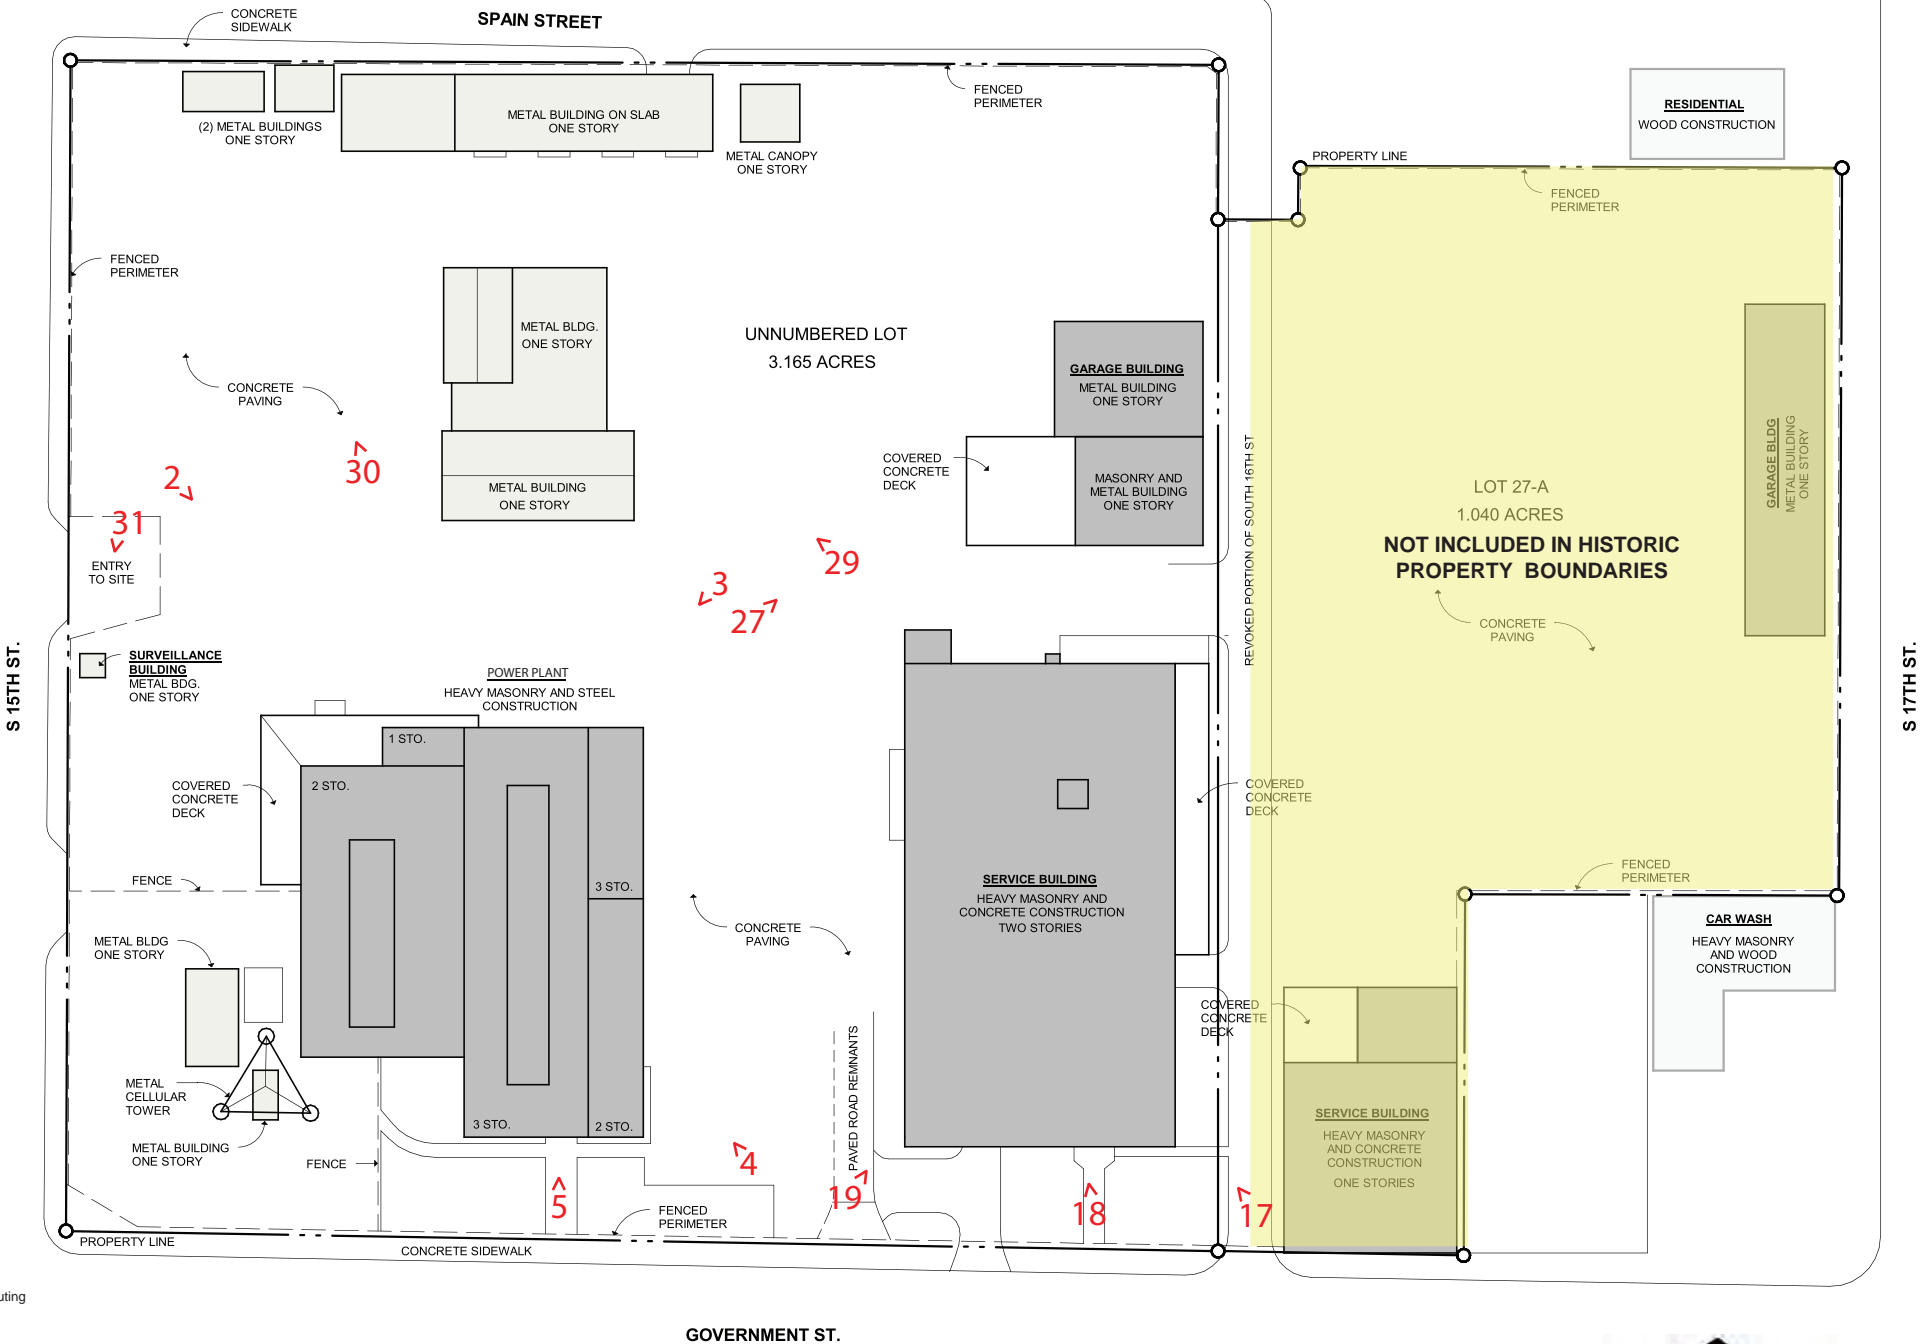 CONCRETE
SIDEWALK
SPAIN STREET
FENCED
PERIMETER
(2) METAL BUILDINGS
ONE STORY
METAL BUILDING ON SLAB
ONE STORY
METAL CANOPY
ONE STORY
RESIDENTIAL
WOOD CONSTRUCTION
PROPERTY LINE
FENCED
PERIMETER
FENCED
PERIMETER
METAL BLDG.
ONE STORY
UNNUMBERED LOT
3.165 ACRES
GARAGE BUILDING
METAL BUILDING
ONE STORY
CONCRETE
PAVING
30
2
31
METAL BUILDING
ONE STORY
COVERED
CONCRETE
DECK
MASONRY AND
METAL BUILDING
ONE STORY
REVOKED PORTION OF SOUTH 16TH ST
LOT 27-A
1.040 ACRES
NOT INCLUDED IN HISTORIC
PROPERTY BOUNDARIES
GARAGE BLDG
METAL BUILDING
ONE STORY
CONCRETE
PAVING
ENTRY
TO SITE
29
3
27
S 15TH ST.
SURVEILLANCE
BUILDING
METAL BDG.
ONE STORY
POWER PLANT
HEAVY MASONRY AND STEEL
CONSTRUCTION
S 17TH ST.
1 STO.
2 STO.
COVERED
CONCRETE
DECK
COVERED
CONCRETE
DECK
FENCE
3 STO.
SERVICE BUILDING
HEAVY MASONRY AND
CONCRETE CONSTRUCTION
TWO STORIES
FENCED
PERIMETER
CONCRETE
PAVING
CAR WASH
HEAVY MASONRY
AND WOOD
CONSTRUCTION
METAL BLDG
ONE STORY
COVERED
CONCRETE
DECK
METAL
CELLULAR
TOWER
METAL BUILDING
ONE STORY
FENCE
3 STO.
2 STO.
PAVED ROAD REMNANTS
SERVICE BUILDING
HEAVY MASONRY
AND CONCRETE
CONSTRUCTION
ONE STORIES
4
5
19
18
17
FENCED
PERIMETER
PROPERTY LINE
CONCRETE SIDEWALK
uting
GOVERNMENT ST.